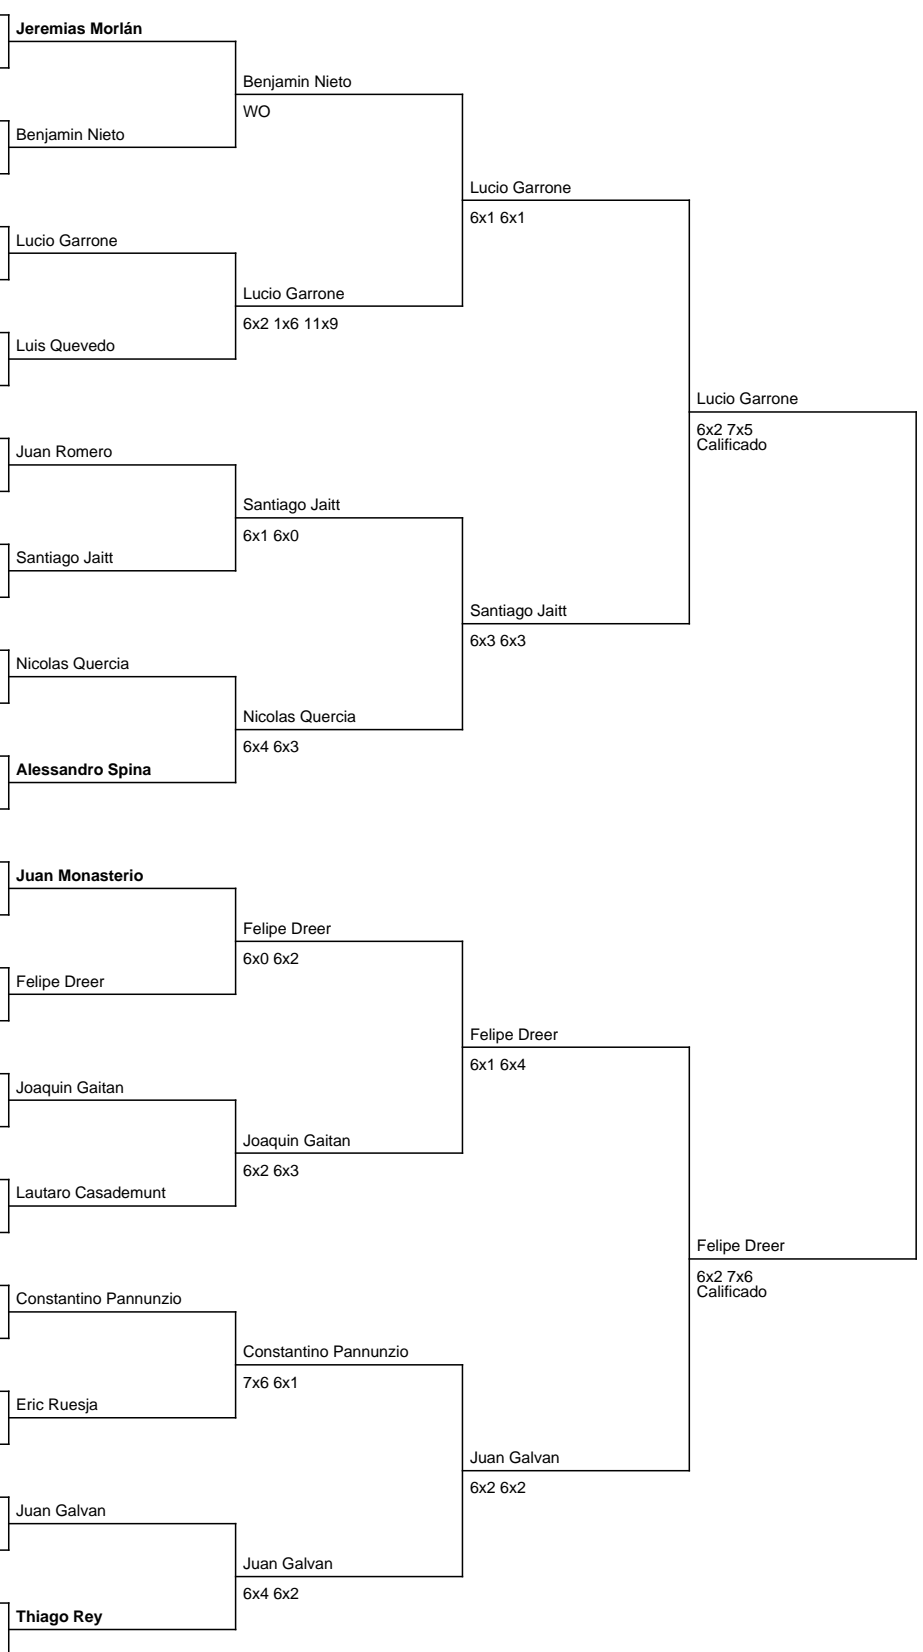 Jeremias Morlán
Benjamin Nieto
WO
Benjamin Nieto
Lucio Garrone
6x1 6x1
Lucio Garrone
Lucio Garrone
6x2 1x6 11x9
Luis Quevedo
Lucio Garrone
6x2 7x5
Calificado
Juan Romero
Santiago Jaitt
6x1 6x0
Santiago Jaitt
Santiago Jaitt
6x3 6x3
Nicolas Quercia
Nicolas Quercia
6x4 6x3
Alessandro Spina
Juan Monasterio
Felipe Dreer
6x0 6x2
Felipe Dreer
Felipe Dreer
6x1 6x4
Joaquin Gaitan
Joaquin Gaitan
6x2 6x3
Lautaro Casademunt
Felipe Dreer
6x2 7x6
Calificado
Constantino Pannunzio
Constantino Pannunzio
7x6 6x1
Eric Ruesja
Juan Galvan
6x2 6x2
Juan Galvan
Juan Galvan
6x4 6x2
Thiago Rey